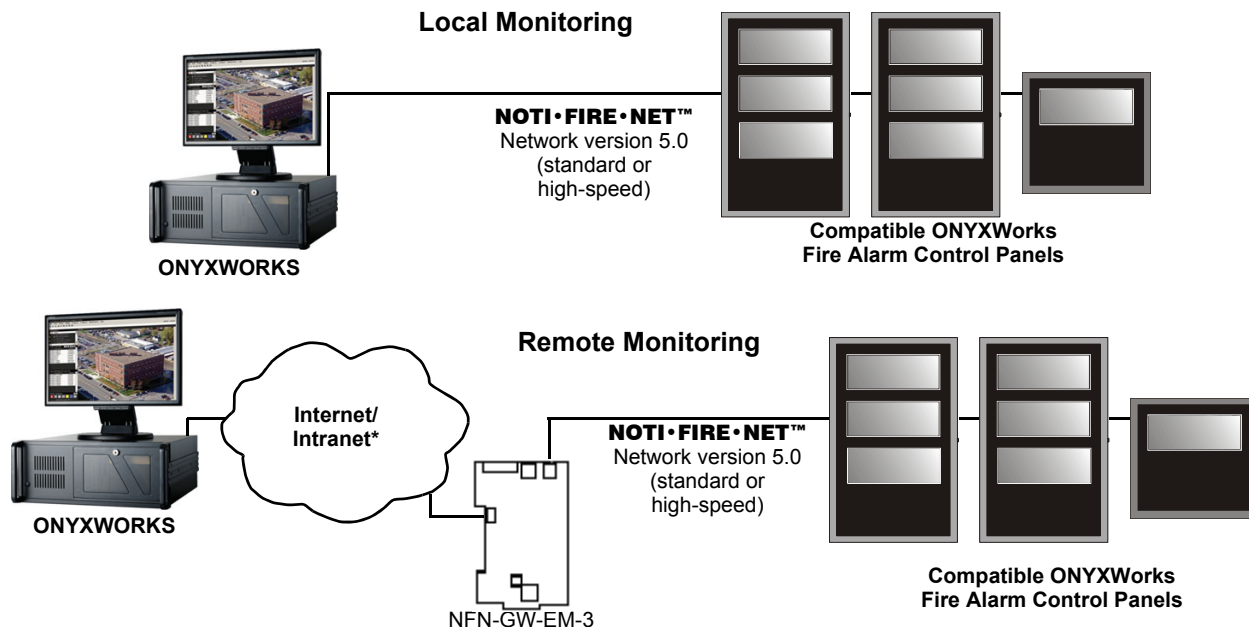 Local Monitoring
NOTI•FIRE•NET™
Network version 5.0
(standard or
high-speed)
ONYXWORKS
Compatible ONYXWorks
Fire Alarm Control Panels
Remote Monitoring
Internet/
Intranet*
NOTI•FIRE•NET™
Network version 5.0
(standard or
high-speed)
ONYXWORKS
NFN-GW-EM-3
Compatible ONYXWorks
Fire Alarm Control Panels